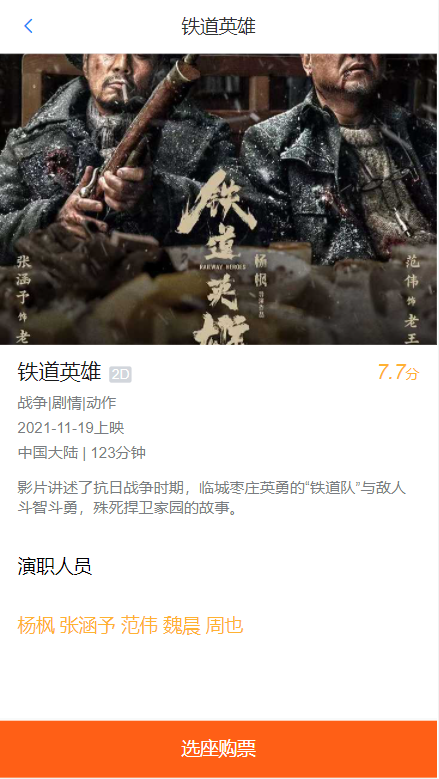 铁道英雄
铁道英雄
RAILWAY HEROES
杨枫
导演作品
张涵予 饰 老
范伟 饰 老王
铁道英雄 2D
7.7分
战争|剧情|动作
2021-11-19上映
中国大陆 | 123分钟
影片讲述了抗日战争时期，临城枣庄英勇的“铁道队”与敌人
斗智斗勇，殊死捍卫家园的故事。
演职人员
杨枫 张涵予 范伟 魏晨 周也
选座购票